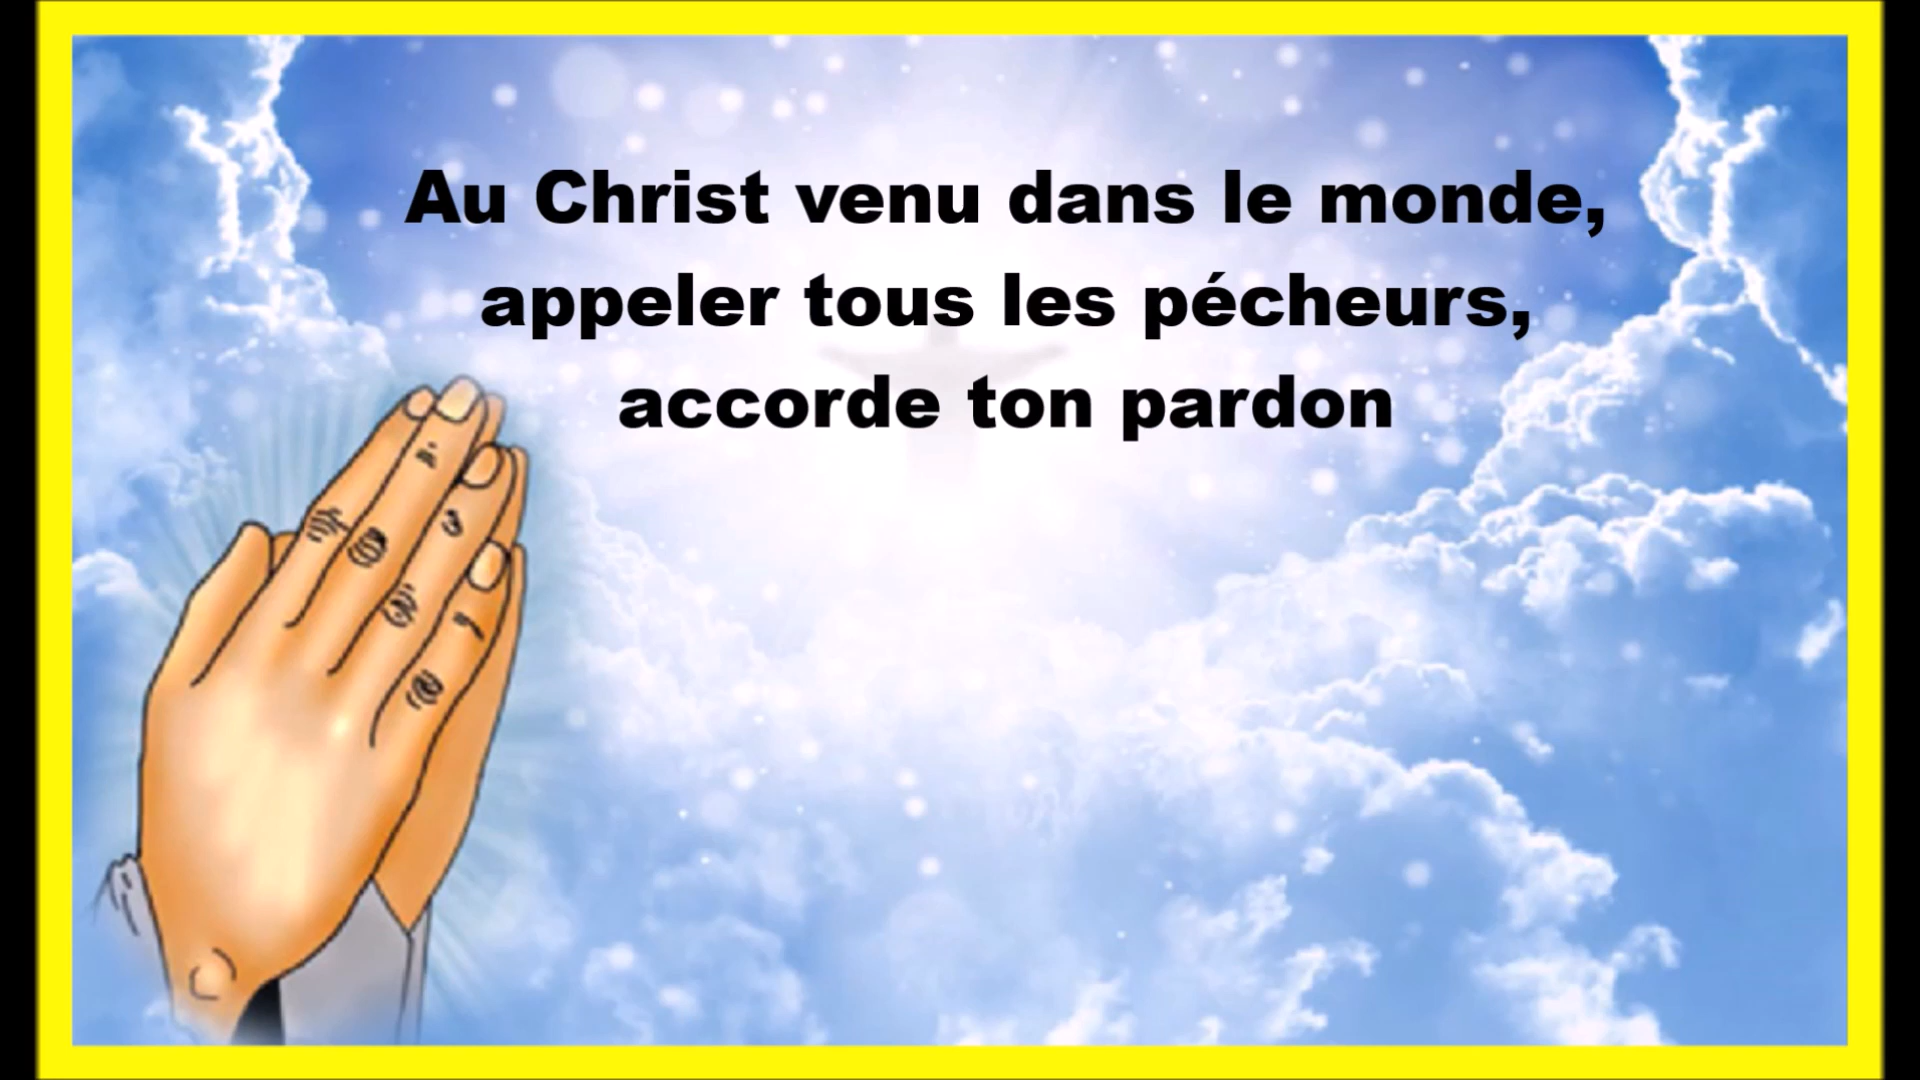 Au Christ venu dans le monde,
appeler tous les pécheurs,
accorde ton pardon